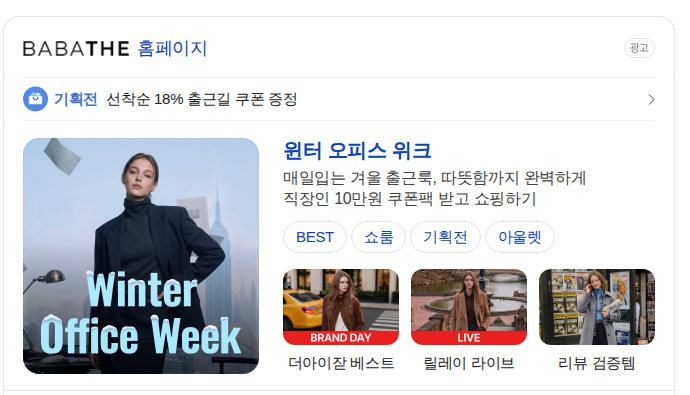 BABATHE 홈페이지
광고
기획전 선착순 18% 출근길 쿠폰 증정
Winter
Office Week
윈터 오피스 위크
매일입는 겨울 출근룩, 따뜻함까지 완벽하게
직장인 10만원 쿠폰팩 받고 쇼핑하기
BEST 쇼룸 기획전 아울렛
BRAND DAY
LIVE
더아이잗 베스트
릴레이 라이브
리뷰 검증템